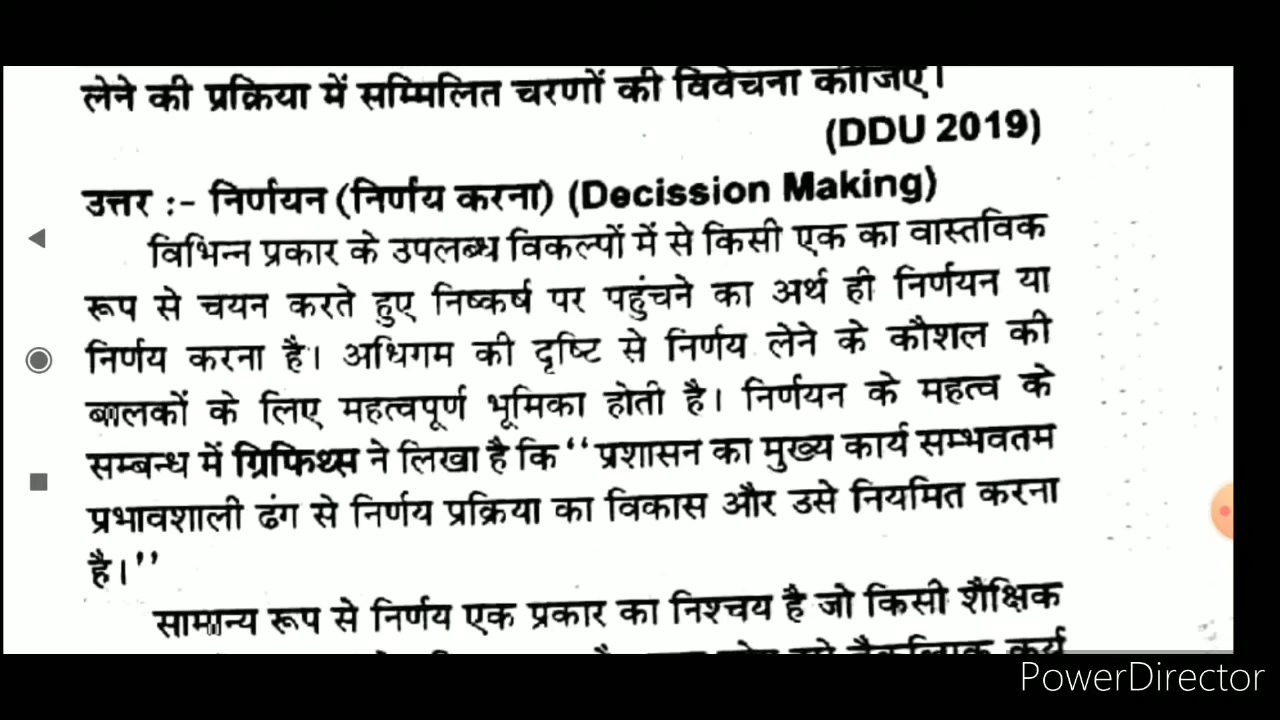 लेने की प्रक्रिया में सम्मिलित चरणों की विवेचना कीजिए।
(DDU 2019)
उत्तर :- निर्णयन (निर्णय करना) (Decission Making)
विभिन्न प्रकार के उपलब्ध विकल्पों में से किसी एक का वास्तविक
रूप से चयन करते हुए निष्कर्ष पर पहुंचने का अर्थ ही निर्णयन या
निर्णय करना है। अधिगम की दृष्टि से निर्णय लेने के कौशल की
बालकों के लिए महत्वपूर्ण भूमिका होती है। निर्णयन के महत्व के
सम्बन्ध में ग्रिफिथ्स ने लिखा है कि “प्रशासन का मुख्य कार्य सम्भवतम
प्रभावशाली ढंग से निर्णय प्रक्रिया का विकास और उसे नियमित करना
है।”
सामान्य रूप से निर्णय एक प्रकार का निश्चय है जो किसी शैक्षिक
वैकल्पिक कार्य
PowerDirector